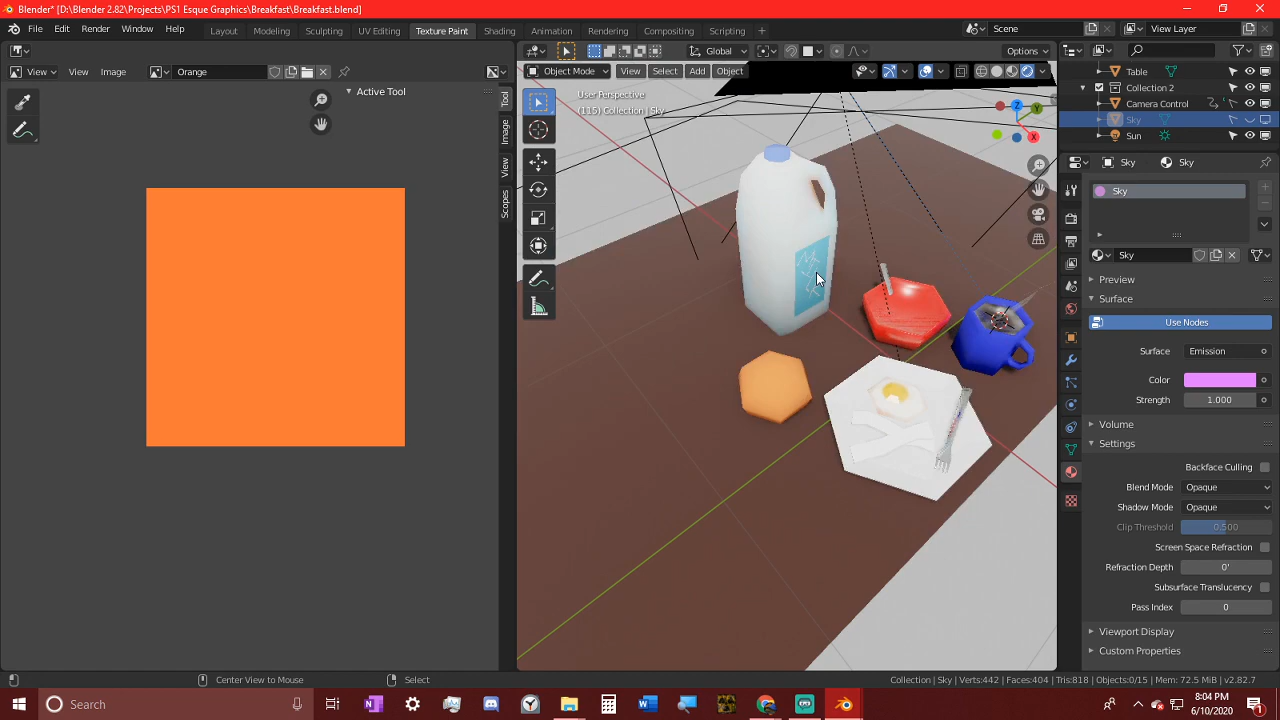 Blender* [D:\Blender 2.82\Projects\PS1 Esque Graphics\Breakfast\Breakfast.blend]
File Edit Render Window Help Layout Modeling Sculpting UV Editing Texture Paint Shading Animation Rendering Compositing Scripting + Scene View Layer
Global Options
View View Image Orange Object Mode View Select Add Object
Table
Collection 2
Camera Control
Sky
Sun
Active Tool
Tool
Image
View
Scopes
User Perspective
(115) Collection | Sky
X
Y
Z
MILK
Sky Sky
Sky
Sky
Preview
Surface
Use Nodes
Surface Emission
Color
Strength 1.000
Volume
Settings
Backface Culling
Blend Mode Opaque
Shadow Mode Opaque
Clip Threshold 0.500
Screen Space Refraction
Refraction Depth 0'
Subsurface Translucency
Pass Index 0
Viewport Display
Custom Properties
Center View to Mouse Select Collection | Sky | Verts:442 | Faces:404 | Tris:818 | Objects:0/15 | Mem: 72.5 MiB | v2.82.7
Search
8:04 PM
6/10/2020